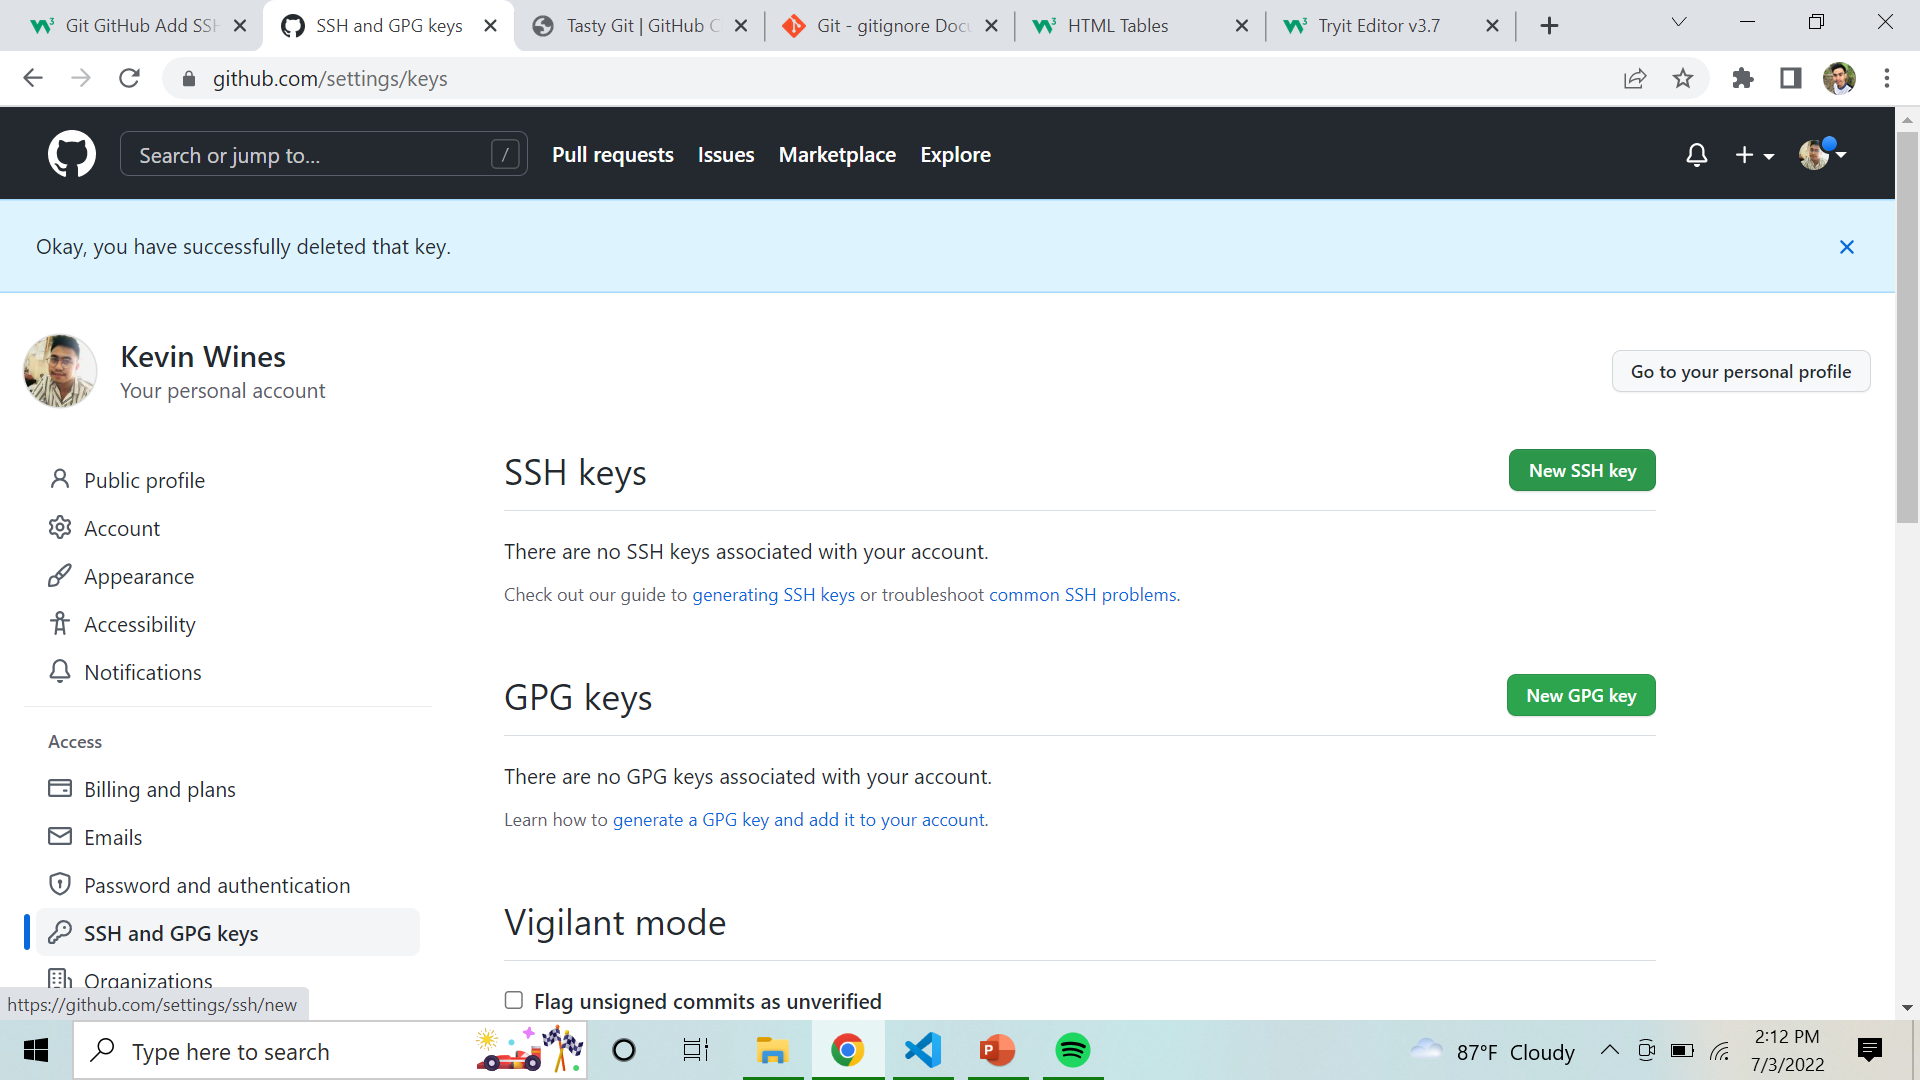 Git GitHub Add SSH
SSH and GPG keys
Tasty Git | GitHub C
Git - gitignore Docu
HTML Tables
Tryit Editor v3.7
github.com/settings/keys
Search or jump to...
/
Pull requests
Issues
Marketplace
Explore
Okay, you have successfully deleted that key.
Kevin Wines
Your personal account
Go to your personal profile
Public profile
Account
Appearance
Accessibility
Notifications
Access
Billing and plans
Emails
Password and authentication
SSH and GPG keys
Organizations
SSH keys
New SSH key
There are no SSH keys associated with your account.
Check out our guide to generating SSH keys or troubleshoot common SSH problems.
GPG keys
New GPG key
There are no GPG keys associated with your account.
Learn how to generate a GPG key and add it to your account.
Vigilant mode
Flag unsigned commits as unverified
https://github.com/settings/ssh/new
Type here to search
87°F Cloudy
2:12 PM
7/3/2022